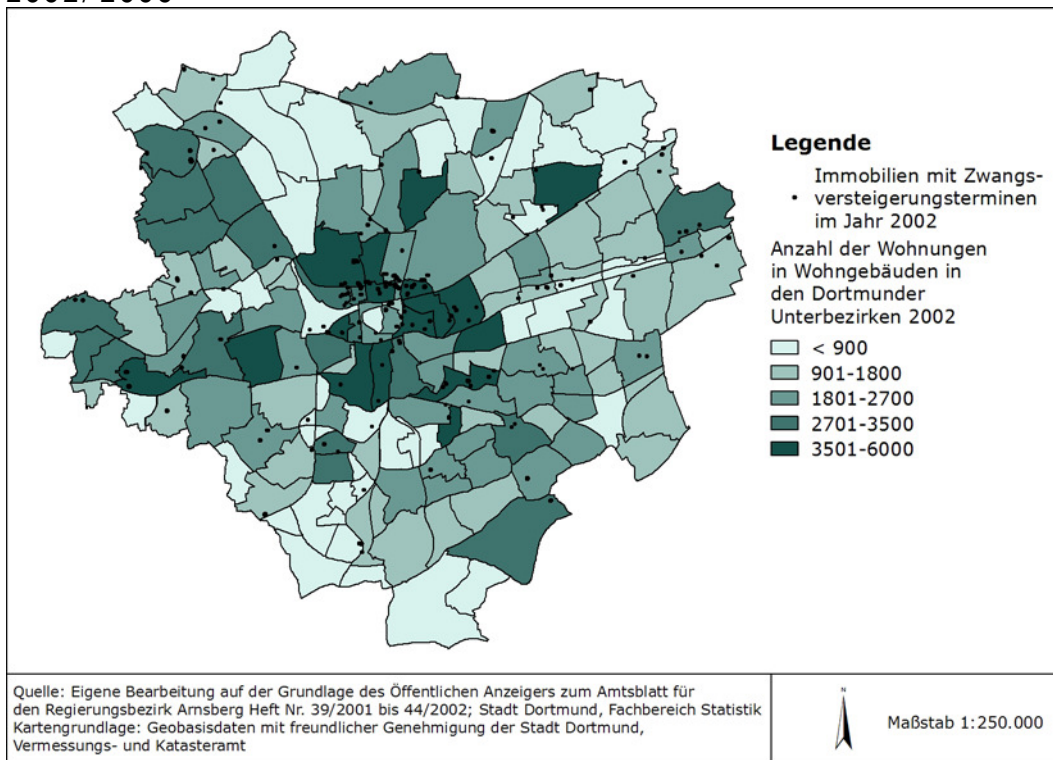 2002/2006
Legende
Immobilien mit Zwangs-
versteigerungsterminen
im Jahr 2002
Anzahl der Wohnungen
in Wohngebäuden in
den Dortmunder
Unterbezirken 2002
< 900
901-1800
1801-2700
2701-3500
3501-6000
Quelle: Eigene Bearbeitung auf der Grundlage des Öffentlichen Anzeigers zum Amtsblatt für
den Regierungsbezirk Arnsberg Heft Nr. 39/2001 bis 44/2002; Stadt Dortmund, Fachbereich Statistik
Kartengrundlage: Geobasisdaten mit freundlicher Genehmigung der Stadt Dortmund,
Vermessungs- und Katasteramt
N
Maßstab 1:250.000